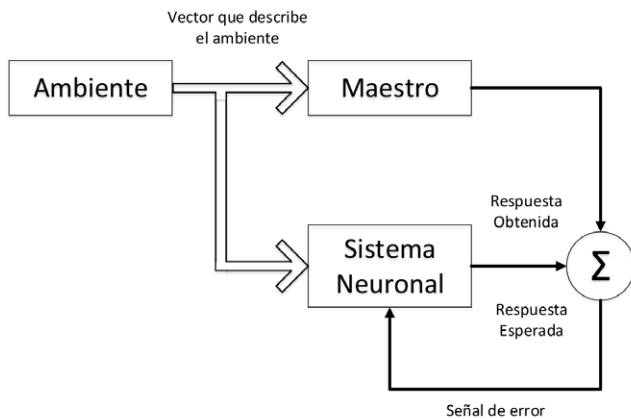 Vector que describe
el ambiente
Ambiente
Maestro
Respuesta
Obtenida
Sistema
Neuronal
Σ
Respuesta
Esperada
Señal de error